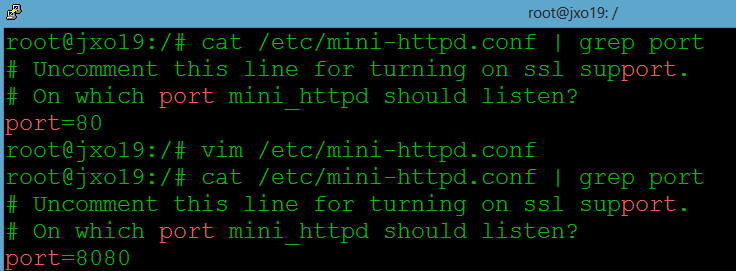 root@jxo19: /
root@jxo19:/# cat /etc/mini-httpd.conf | grep port
# Uncomment this line for turning on ssl support.
# On which port mini_httpd should listen?
port=80
root@jxo19:/# vim /etc/mini-httpd.conf
root@jxo19:/# cat /etc/mini-httpd.conf | grep port
# Uncomment this line for turning on ssl support.
# On which port mini_httpd should listen?
port=8080